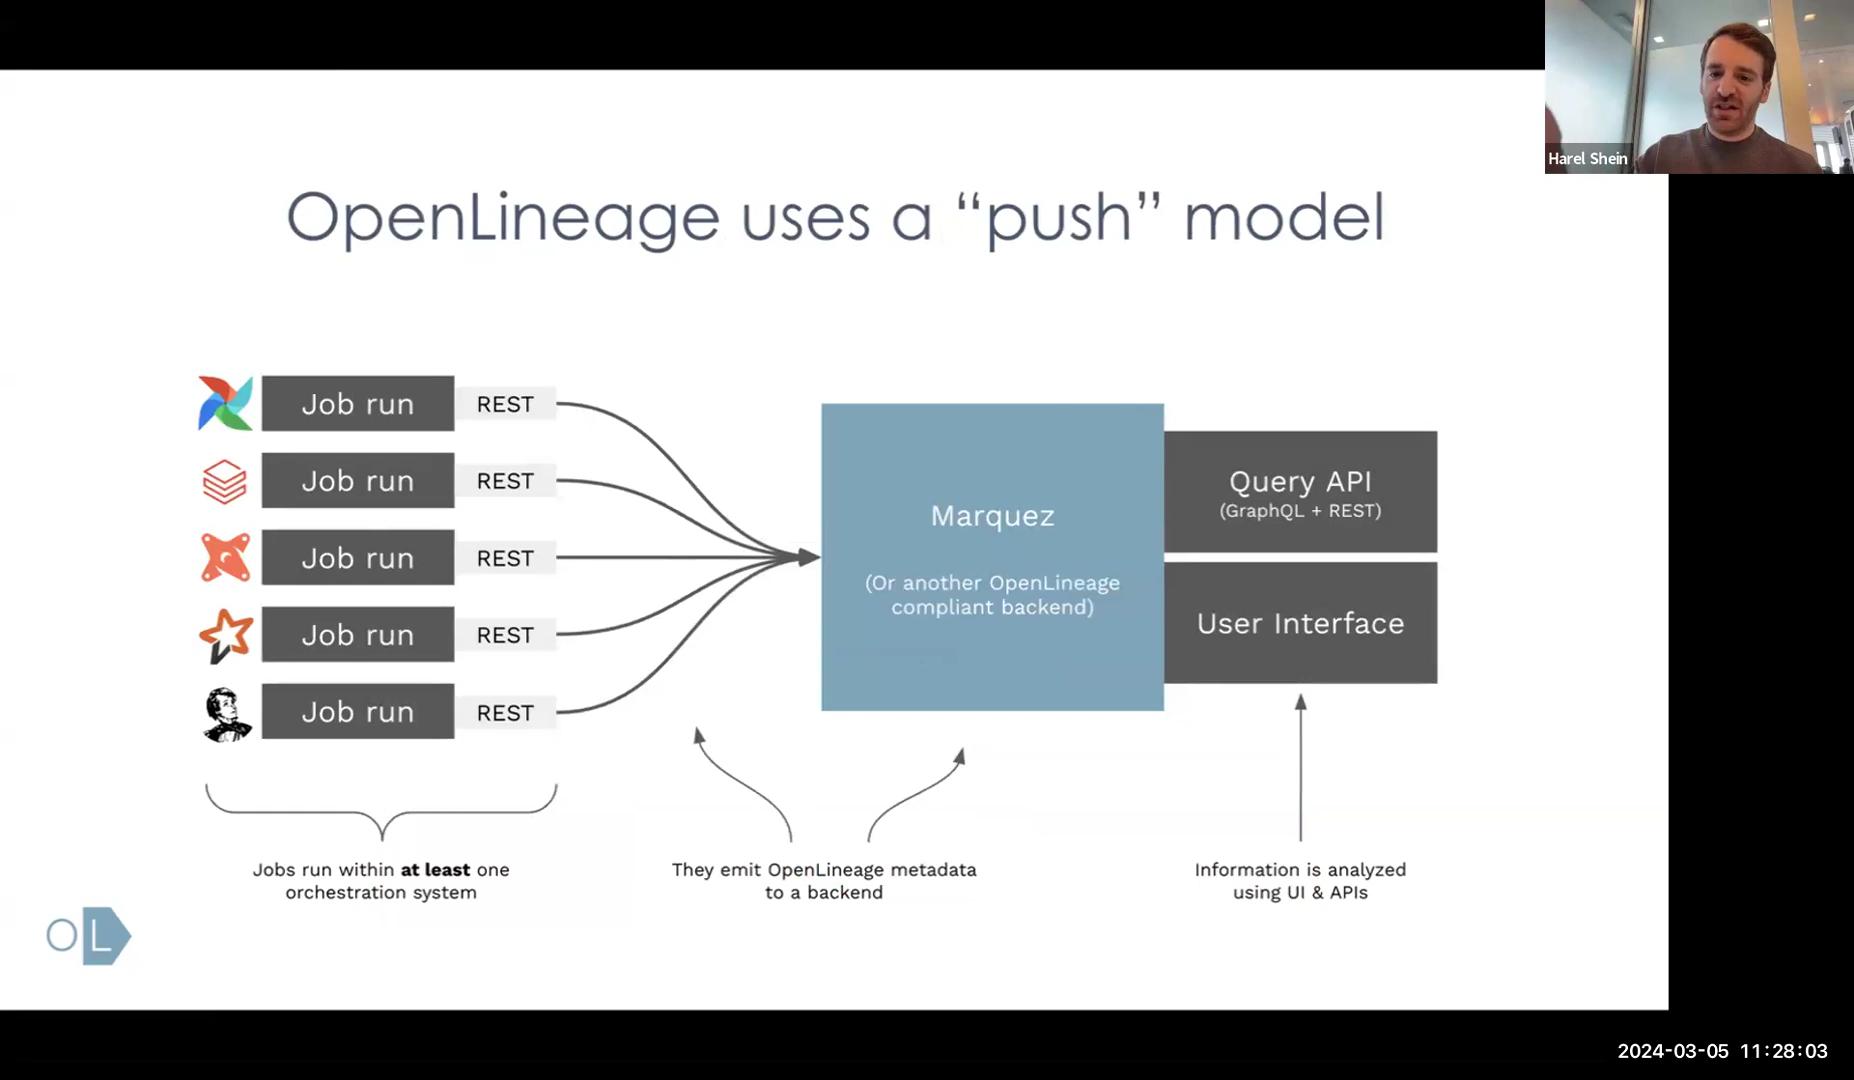 Harel Shein
OpenLineage uses a “push” model
Job run REST
Job run REST
Job run REST
Job run REST
Job run REST
Marquez
(Or another OpenLineage
compliant backend)
Query API
(GraphQL + REST)
User Interface
Jobs run within at least one
orchestration system
They emit OpenLineage metadata
to a backend
Information is analyzed
using UI & APIs
OL
2024-03-05 11:28:03